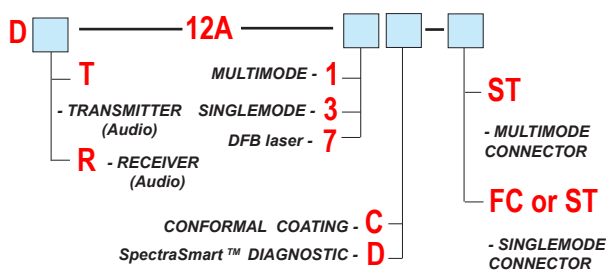 D 12A -
T
- TRANSMITTER
(Audio)
R - RECEIVER
(Audio)
MULTIMODE - 1
SINGLEMODE - 3
DFB laser - 7
CONFORMAL COATING - C
SpectraSmart ™ DIAGNOSTIC - D
ST
- MULTIMODE
CONNECTOR
FC or ST
- SINGLEMODE
CONNECTOR